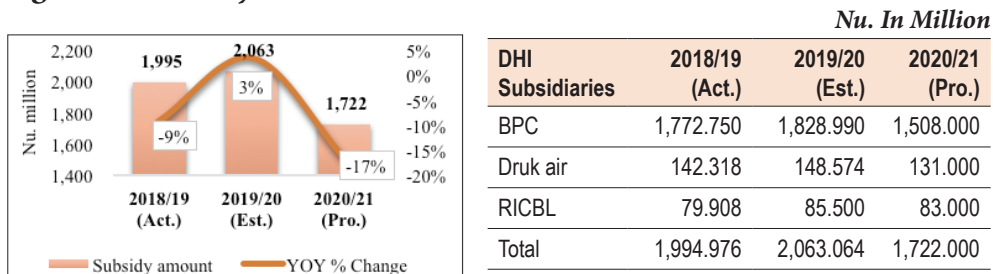 Nu. In Million
2,200
2,000
1,800
1,600
1,400
Nu. million
1,995
2,063
1,722
-9%
3%
-17%
5%
0%
-5%
-10%
-15%
-20%
2018/19 2019/20 2020/21
(Act.) (Est.) (Pro.)
Subsidy amount YOY % Change
DHI 2018/19 2019/20 2020/21
Subsidiaries (Act.) (Est.) (Pro.)
BPC 1,772.750 1,828.990 1,508.000
Druk air 142.318 148.574 131.000
RICBL 79.908 85.500 83.000
Total 1,994.976 2,063.064 1,722.000